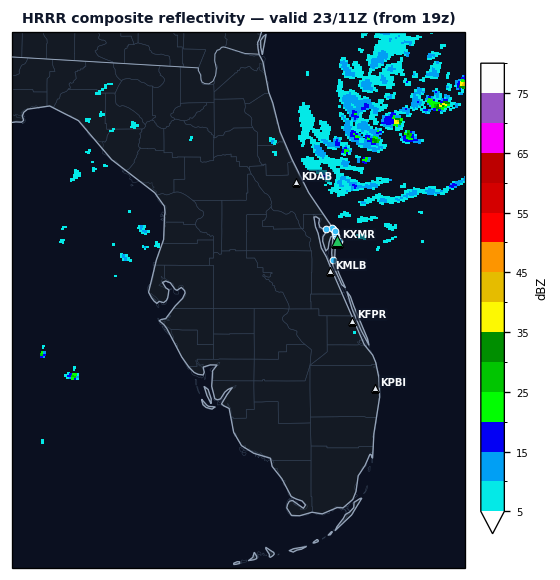 HRRR composite reflectivity — valid 23/11Z (from 19z)
KDAB
KXMR
KMLB
KFPR
KPBI
75
65
55
45
35
25
15
5
dBZ